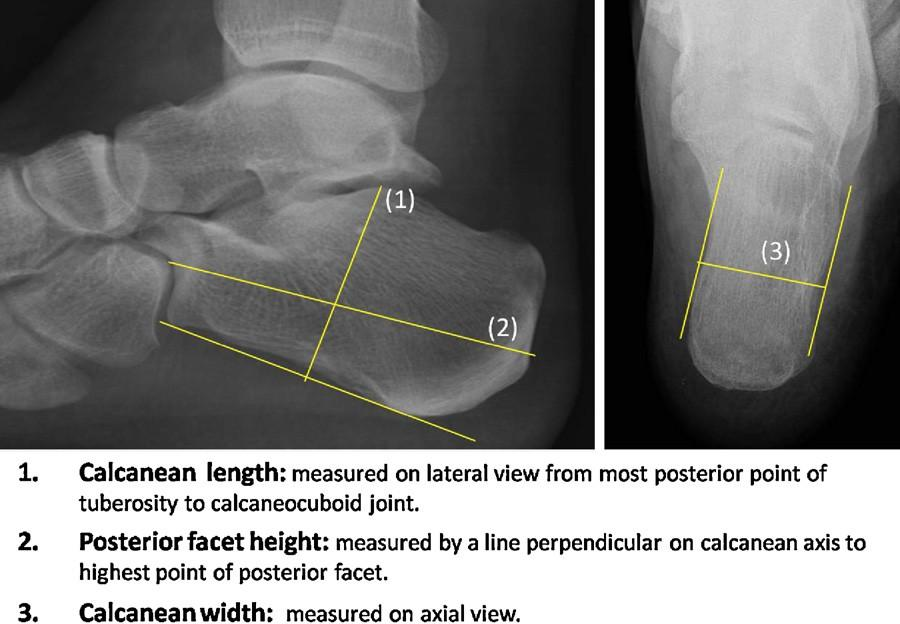 (1)
(2)
(3)
1. Calcanean length: measured on lateral view from most posterior point of
tuberosity to calcaneocuboid joint.
2. Posterior facet height: measured by a line perpendicular on calcanean axis to
highest point of posterior facet.
3. Calcanean width: measured on axial view.